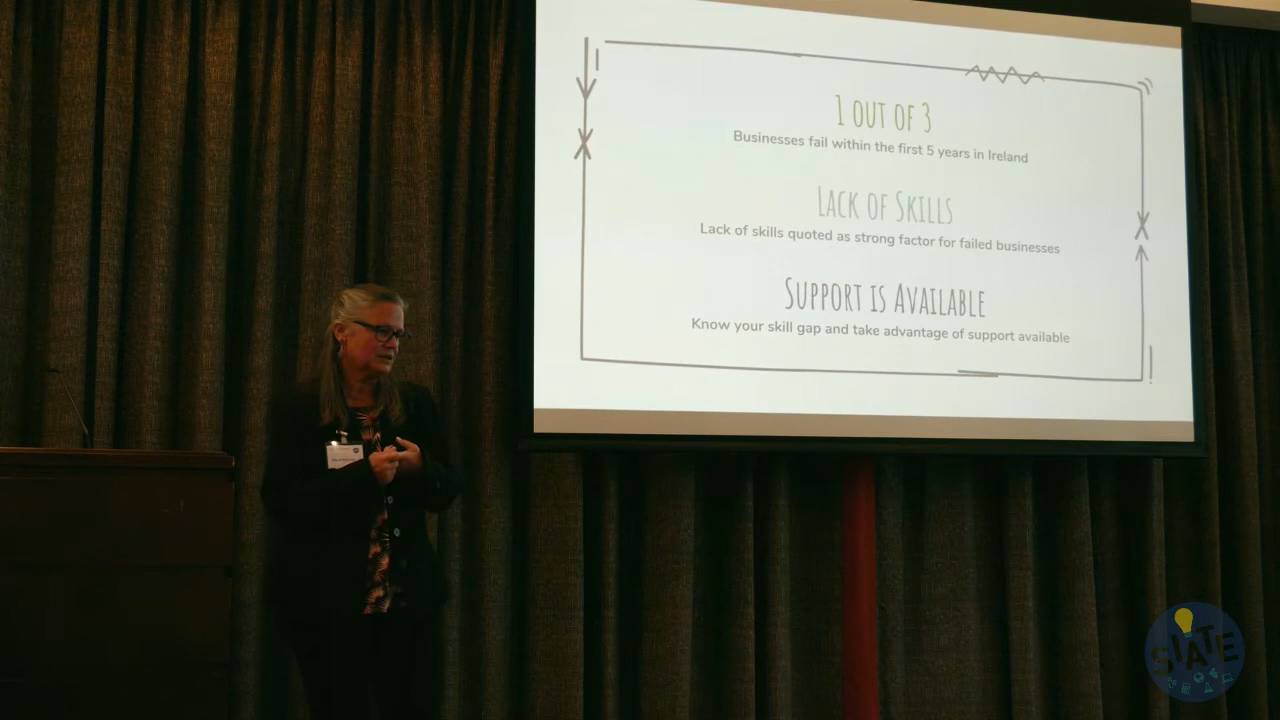 1 OUT OF 3
Businesses fail within the first 5 years in Ireland
LACK OF SKILLS
Lack of skills quoted as strong factor for failed businesses
SUPPORT IS AVAILABLE
Know your skill gap and take advantage of support available
STATE